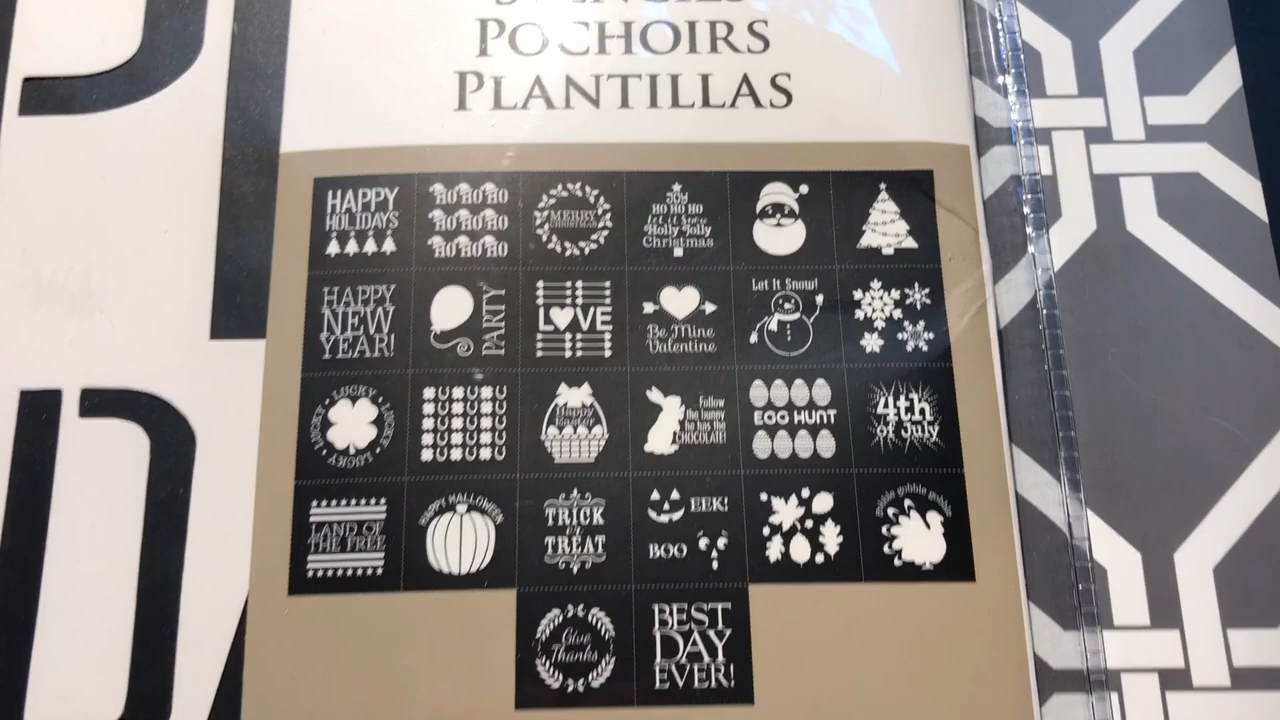 STENCILS
POCHOIRS
PLANTILLAS
HAPPY
HOLIDAYS
HO HO HO
HO HO HO
HO HO HO
MERRY
CHRISTMAS
JOY
HO HO HO
Let it Snow
Holly Jolly
Christmas
HAPPY
NEW
YEAR!
PARTY
LOVE
Be Mine
Valentine
Let It Snow!
LUCKY • LUCKY • LUCKY • LUCKY •
Happy
Easter
Follow
the bunny
he has the
CHOCOLATE!
EGG HUNT
4th
of July
LAND OF
THE FREE
HAPPY HALLOWEEN
TRICK
or
TREAT
EEK!
BOO
gobble gobble gobble
Give
Thanks
BEST
DAY
EVER!